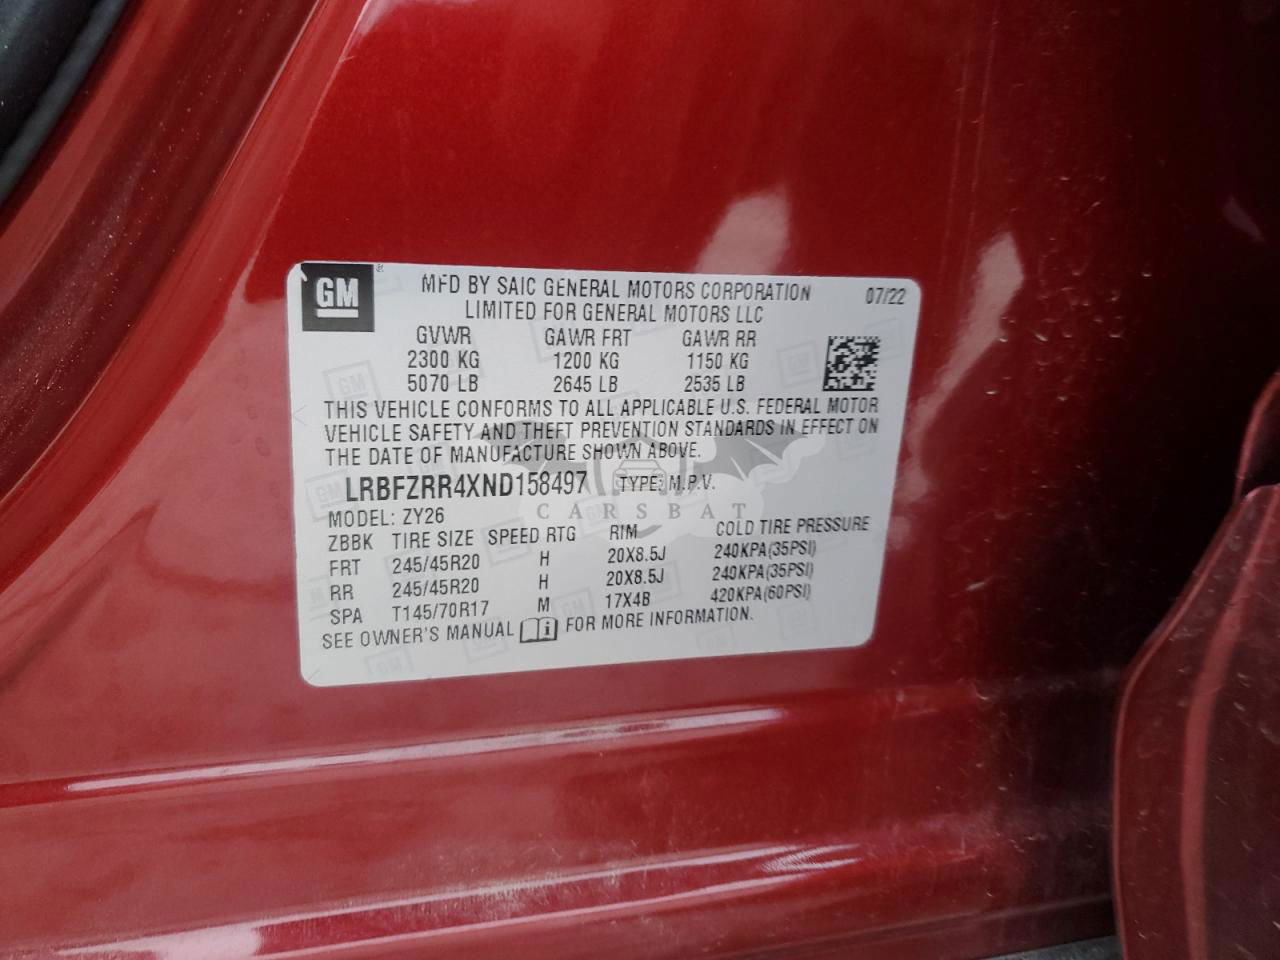 GM ® MFD BY SAIC GENERAL MOTORS CORPORATION 07/22
LIMITED FOR GENERAL MOTORS LLC
GVWR GAWR FRT GAWR RR
2300 KG 1200 KG 1150 KG
5070 LB 2645 LB 2535 LB
THIS VEHICLE CONFORMS TO ALL APPLICABLE U.S. FEDERAL MOTOR
VEHICLE SAFETY AND THEFT PREVENTION STANDARDS IN EFFECT ON
THE DATE OF MANUFACTURE SHOWN ABOVE.
LRBFZRR4XND158497 TYPE: M.P.V.
CARSBAT
MODEL: ZY26
ZBBK TIRE SIZE SPEED RTG RIM COLD TIRE PRESSURE
FRT 245/45R20 H 20X8.5J 240KPA(35PSI)
RR 245/45R20 H 20X8.5J 240KPA(35PSI)
SPA T145/70R17 M 17X4B 420KPA(60PSI)
SEE OWNER'S MANUAL i FOR MORE INFORMATION.